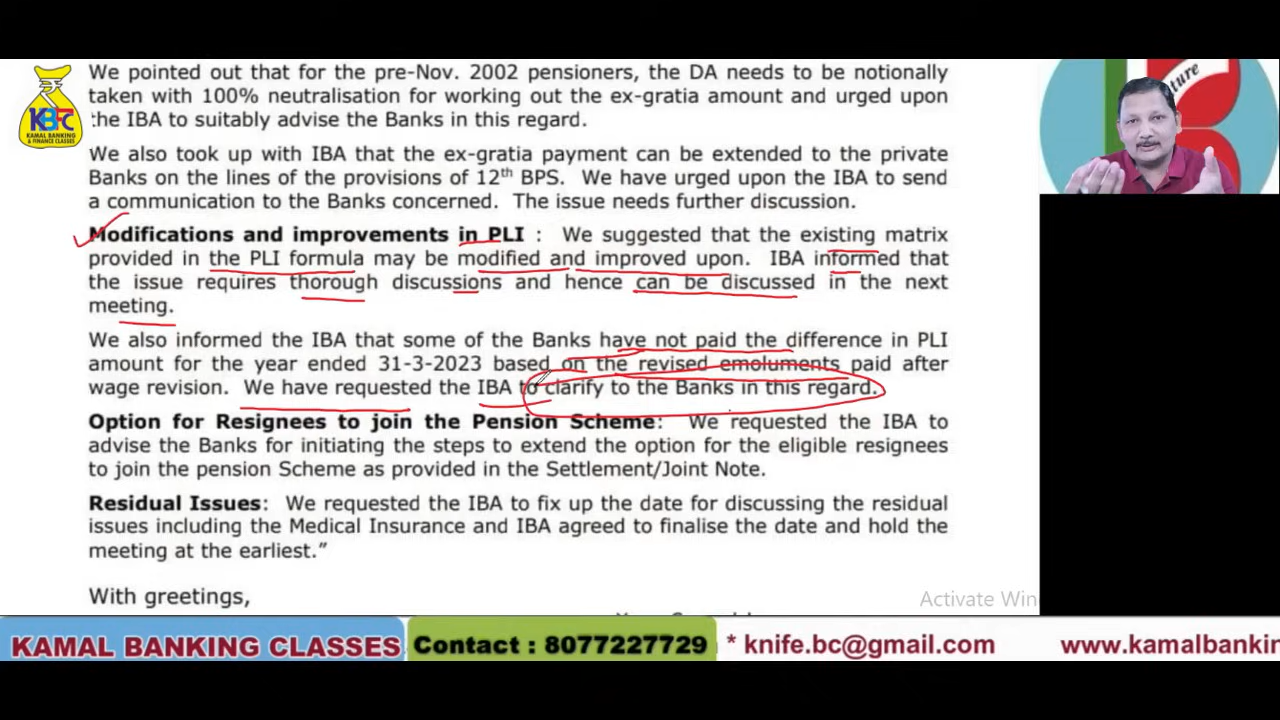 We pointed out that for the pre-Nov. 2002 pensioners, the DA needs to be notionally
taken with 100% neutralisation for working out the ex-gratia amount and urged upon
the IBA to suitably advise the Banks in this regard.
We also took up with IBA that the ex-gratia payment can be extended to the private
Banks on the lines of the provisions of 12th BPS. We have urged upon the IBA to send
a communication to the Banks concerned. The issue needs further discussion.
Modifications and improvements in PLI : We suggested that the existing matrix
provided in the PLI formula may be modified and improved upon. IBA informed that
the issue requires thorough discussions and hence can be discussed in the next
meeting.
We also informed the IBA that some of the Banks have not paid the difference in PLI
amount for the year ended 31-3-2023 based on the revised emoluments paid after
wage revision. We have requested the IBA to clarify to the Banks in this regard.
Option for Resignees to join the Pension Scheme: We requested the IBA to
advise the Banks for initiating the steps to extend the option for the eligible resignees
to join the pension Scheme as provided in the Settlement/Joint Note.
Residual Issues: We requested the IBA to fix up the date for discussing the residual
issues including the Medical Insurance and IBA agreed to finalise the date and hold the
meeting at the earliest."
With greetings,
KBFC
KAMAL BANKING
& FINANCE CLASSES
ture
Activate Win
KAMAL BANKING CLASSES
Contact : 8077227729
* knife.bc@gmail.com
www.kamalbankin